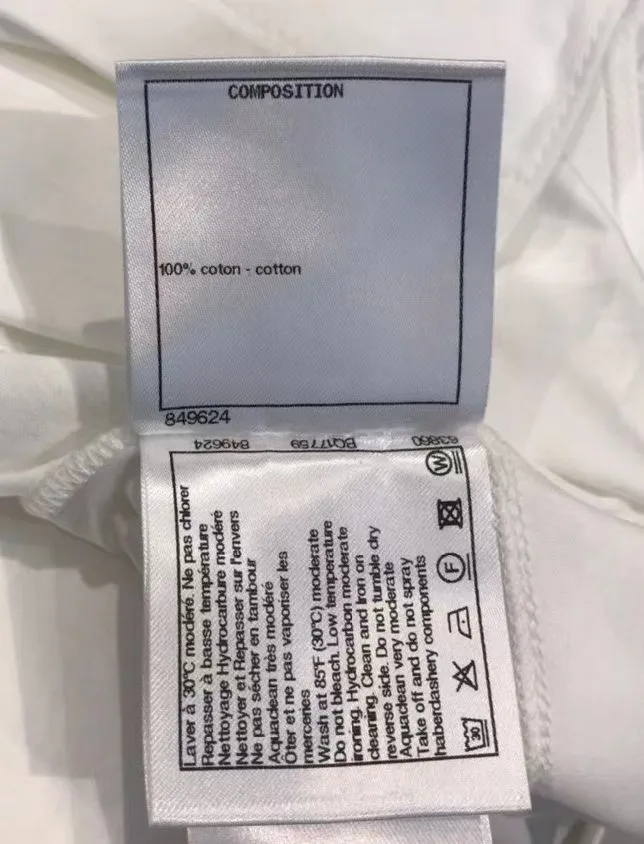 COMPOSITION
100% coton - cotton
849624
63860 BQ17759 849624
Laver à 30°C modéré. Ne pas chlorer
Repasser à basse température
Nettoyage Hydrocarbure modéré
Nettoyer et Repasser sur l'envers
Ne pas sécher en tambour
Aquaclean très modéré
Ôter et ne pas vaporiser les
merceries
Wash at 85°F (30°C) moderate
Do not bleach. Low temperature
ironing. Hydrocarbon moderate
cleaning. Clean and Iron on
reverse side. Do not tumble dry
Aquaclean very moderate
Take off and do not spray
haberdashery components
30 F W